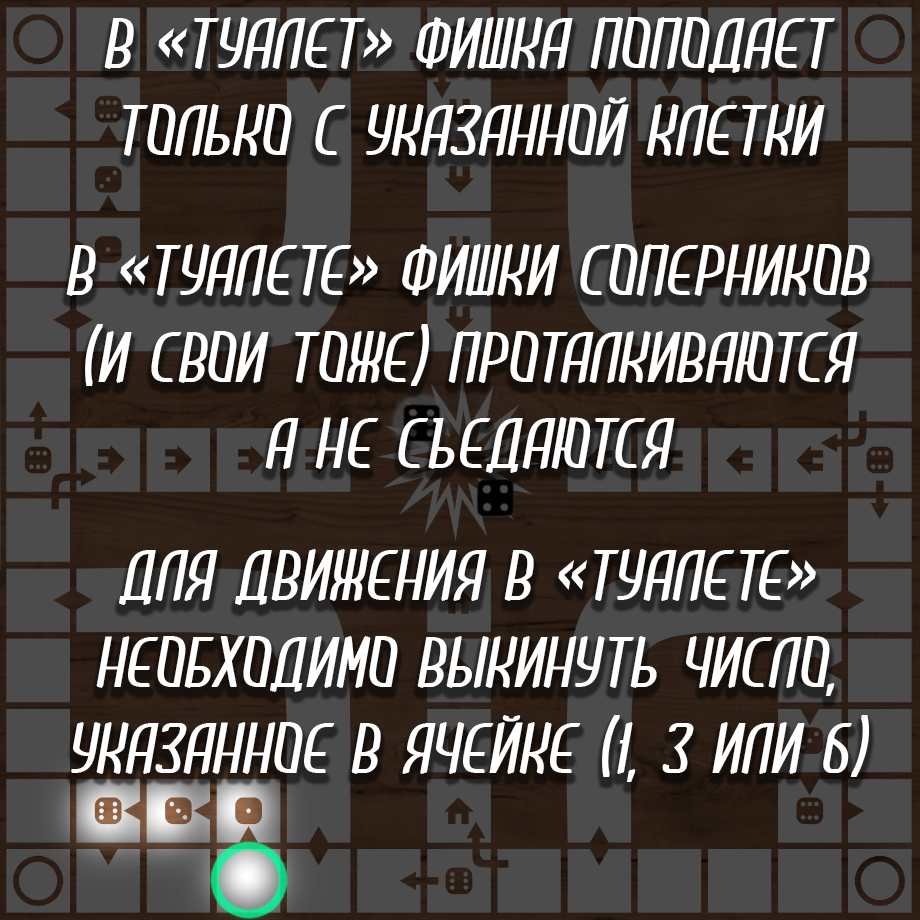 В «ТУАЛЕТ» ФИШКА ПОПОДАЕТ
ТОЛЬКО С УКАЗАННОЙ КЛЕТКИ
В «ТУАЛЕТЕ» ФИШКИ СОПЕРНИКОВ
(И СВОИ ТОЖЕ) ПРОТАЛКИВАЮТСЯ
А НЕ СЪЕДАЮТСЯ
ДЛЯ ДВИЖЕНИЯ В «ТУАЛЕТЕ»
НЕОБХОДИМО ВЫКИНУТЬ ЧИСЛО,
УКАЗАННОЕ В ЯЧЕЙКЕ (1, 3 ИЛИ 6)